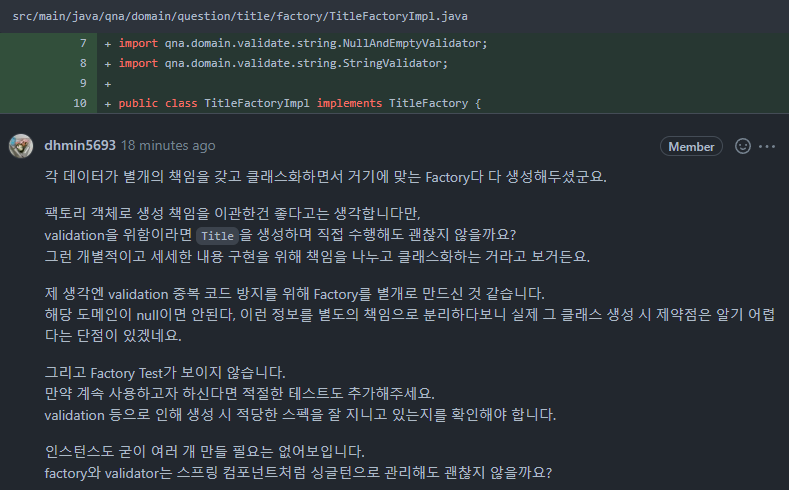 src/main/java/qna/domain/question/title/factory/TitleFactoryImpl.java
7 + import qna.domain.validate.string.NullAndEmptyValidator;
8 + import qna.domain.validate.string.StringValidator;
9 +
10 + public class TitleFactoryImpl implements TitleFactory {
dhmin5693 18 minutes ago Member
각 데이터가 별개의 책임을 갖고 클래스화하면서 거기에 맞는 Factory다 다 생성해두셨군요.
팩토리 객체로 생성 책임을 이관한건 좋다고는 생각합니다만,
validation을 위함이라면 Title을 생성하며 직접 수행해도 괜찮지 않을까요?
그런 개별적이고 세세한 내용 구현을 위해 책임을 나누고 클래스화하는 거라고 보거든요.
제 생각엔 validation 중복 코드 방지를 위해 Factory를 별개로 만드신 것 같습니다.
해당 도메인이 null이면 안된다, 이런 정보를 별도의 책임으로 분리하다보니 실제 그 클래스 생성 시 제약점은 알기 어렵
다는 단점이 있겠네요.
그리고 Factory Test가 보이지 않습니다.
만약 계속 사용하고자 하신다면 적절한 테스트도 추가해주세요.
validation 등으로 인해 생성 시 적당한 스펙을 잘 지니고 있는지를 확인해야 합니다.
인스턴스도 굳이 여러 개 만들 필요는 없어보입니다.
factory와 validator는 스프링 컴포넌트처럼 싱글턴으로 관리해도 괜찮지 않을까요?